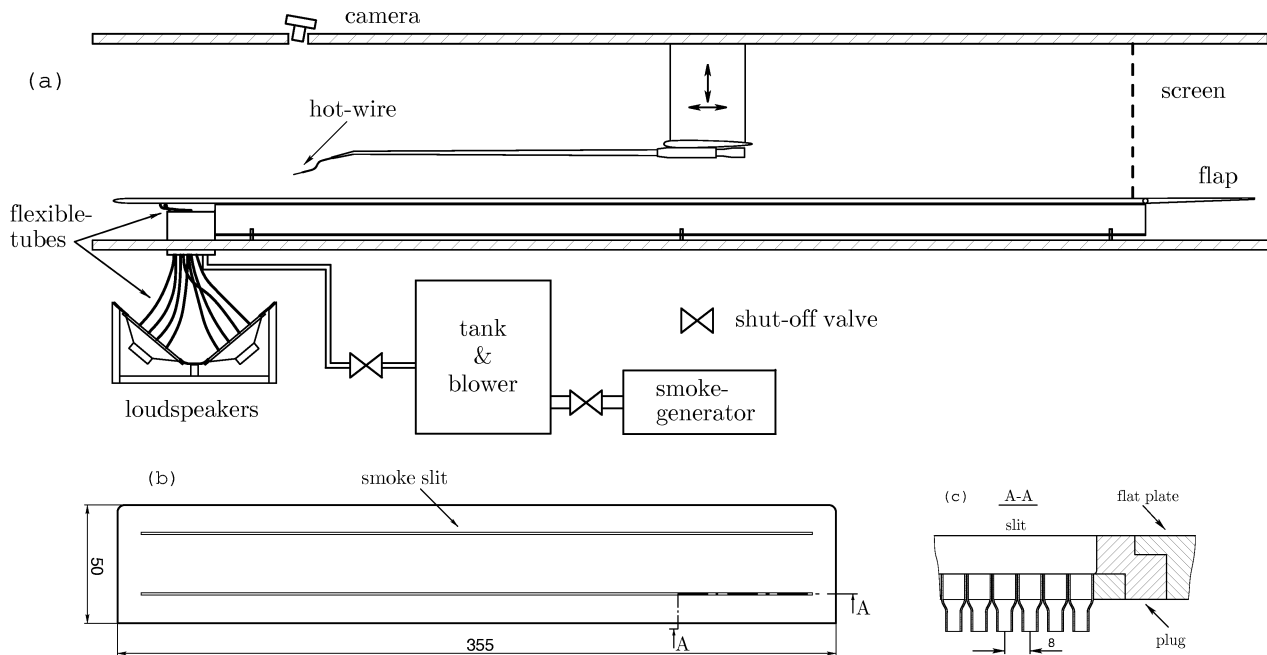 camera
(a)
hot-wire
screen
flap
flexible-
tubes
tank
&
blower
shut-off valve
smoke-
generator
loudspeakers
(b)
smoke slit
50
A
A
355
(c)
A-A
flat plate
slit
plug
8